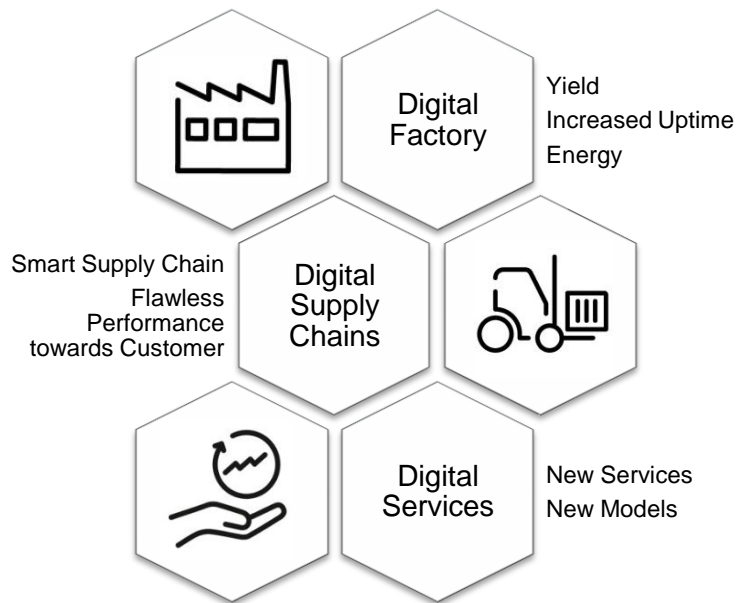 Digital
Factory
Yield
Increased Uptime
Energy
Smart Supply Chain
Flawless
Performance
towards Customer
Digital
Supply
Chains
Digital
Services
New Services
New Models